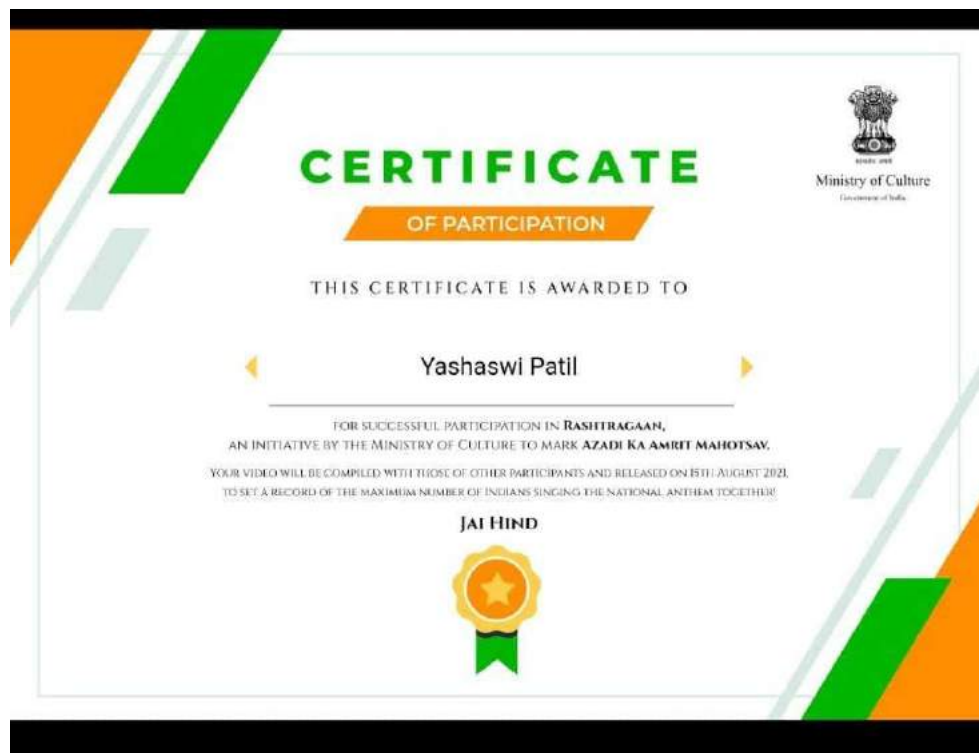 CERTIFICATE
OF PARTICIPATION
Ministry of Culture
Government of India
THIS CERTIFICATE IS AWARDED TO
Yashaswi Patil
FOR SUCCESSFUL PARTICIPATION IN RASHTRAGAAN,
AN INITIATIVE BY THE MINISTRY OF CULTURE TO MARK AZADI KA AMRIT MAHOTSAV.
YOUR VIDEO WILL BE COMPILED WITH THOSE OF OTHER PARTICIPANTS AND RELEASED ON 15TH AUGUST 2021,
TO SET A RECORD OF THE MAXIMUM NUMBER OF INDIANS SINGING THE NATIONAL ANTHEM TOGETHER!
JAI HIND